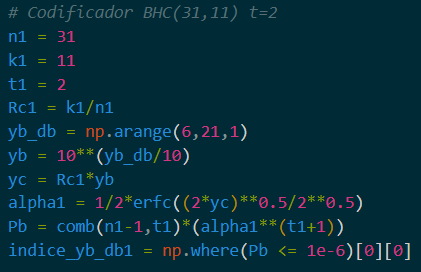 # Codificador BHC(31,11) t=2
n1 = 31
k1 = 11
t1 = 2
Rc1 = k1/n1
yb_db = np.arange(6,21,1)
yb = 10**(yb_db/10)
yc = Rc1*yb
alpha1 = 1/2*erfc((2*yc)**0.5/2**0.5)
Pb = comb(n1-1,t1)*(alpha1**(t1+1))
indice_yb_db1 = np.where(Pb <= 1e-6)[0][0]